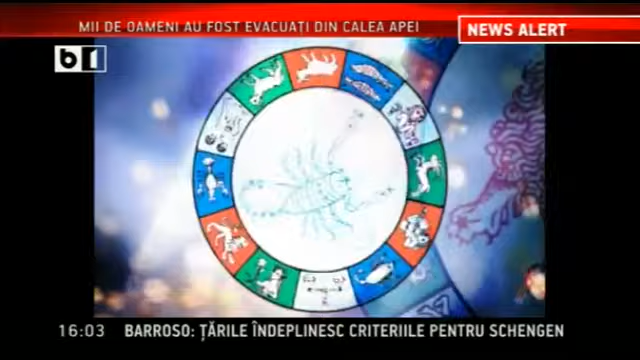 MII DE OAMENI AU FOST EVACUAȚI DIN CALEA APEI
NEWS ALERT
b1
16:03 BARROSO: ȚĂRILE ÎNDEPLINESC CRITERIILE PENTRU SCHENGEN